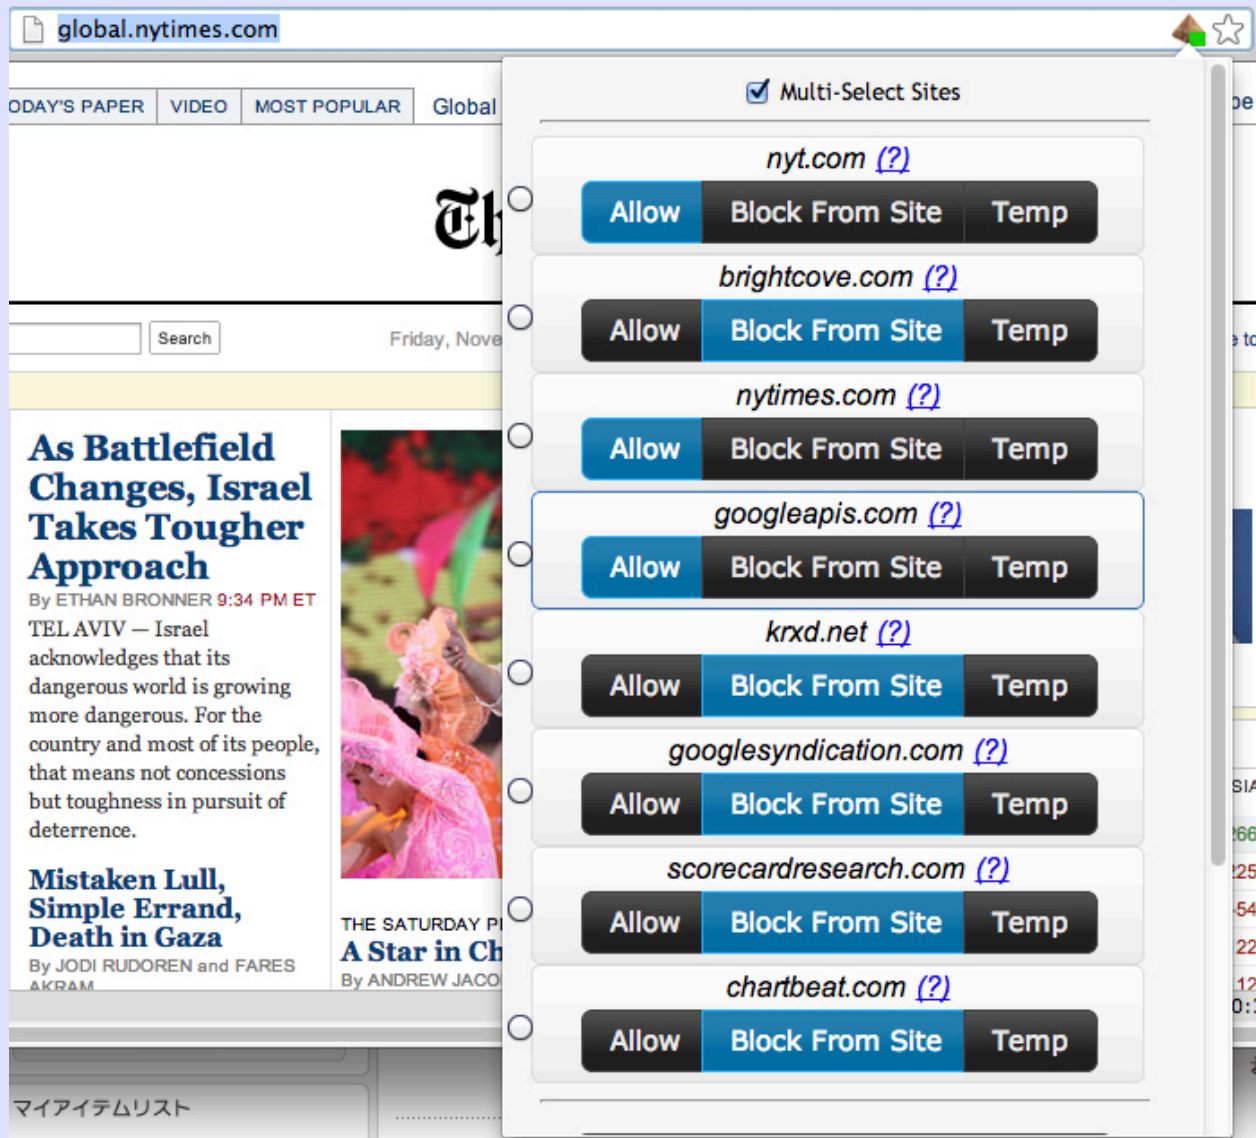 global.nytimes.com
ODAY'S PAPER VIDEO MOST POPULAR Global
Search
Friday,
As Battlefield
Changes, Israel
Takes Tougher
Approach
By ETHAN BRONNER 9:34 PM ET
TEL AVIV — Israel
acknowledges that its
dangerous world is growing
more dangerous. For the
country and most of its people,
that means not concessions
but toughness in pursuit of
deterrence.
Mistaken Lull,
Simple Errand,
Death in Gaza
By JODI RUDOREN and FARES
AKRAM
THE SATURDAY
A Star in
By ANDREW
Multi-Select Sites
nyt.com (?)
Allow Block From Site Temp
brightcove.com (?)
Allow Block From Site Temp
nytimes.com (?)
Allow Block From Site Temp
googleapis.com (?)
Allow Block From Site Temp
krxd.net (?)
Allow Block From Site Temp
googlesyndication.com (?)
Allow Block From Site Temp
scorecardresearch.com (?)
Allow Block From Site Temp
chartbeat.com (?)
Allow Block From Site Temp
マイアイテムリスト